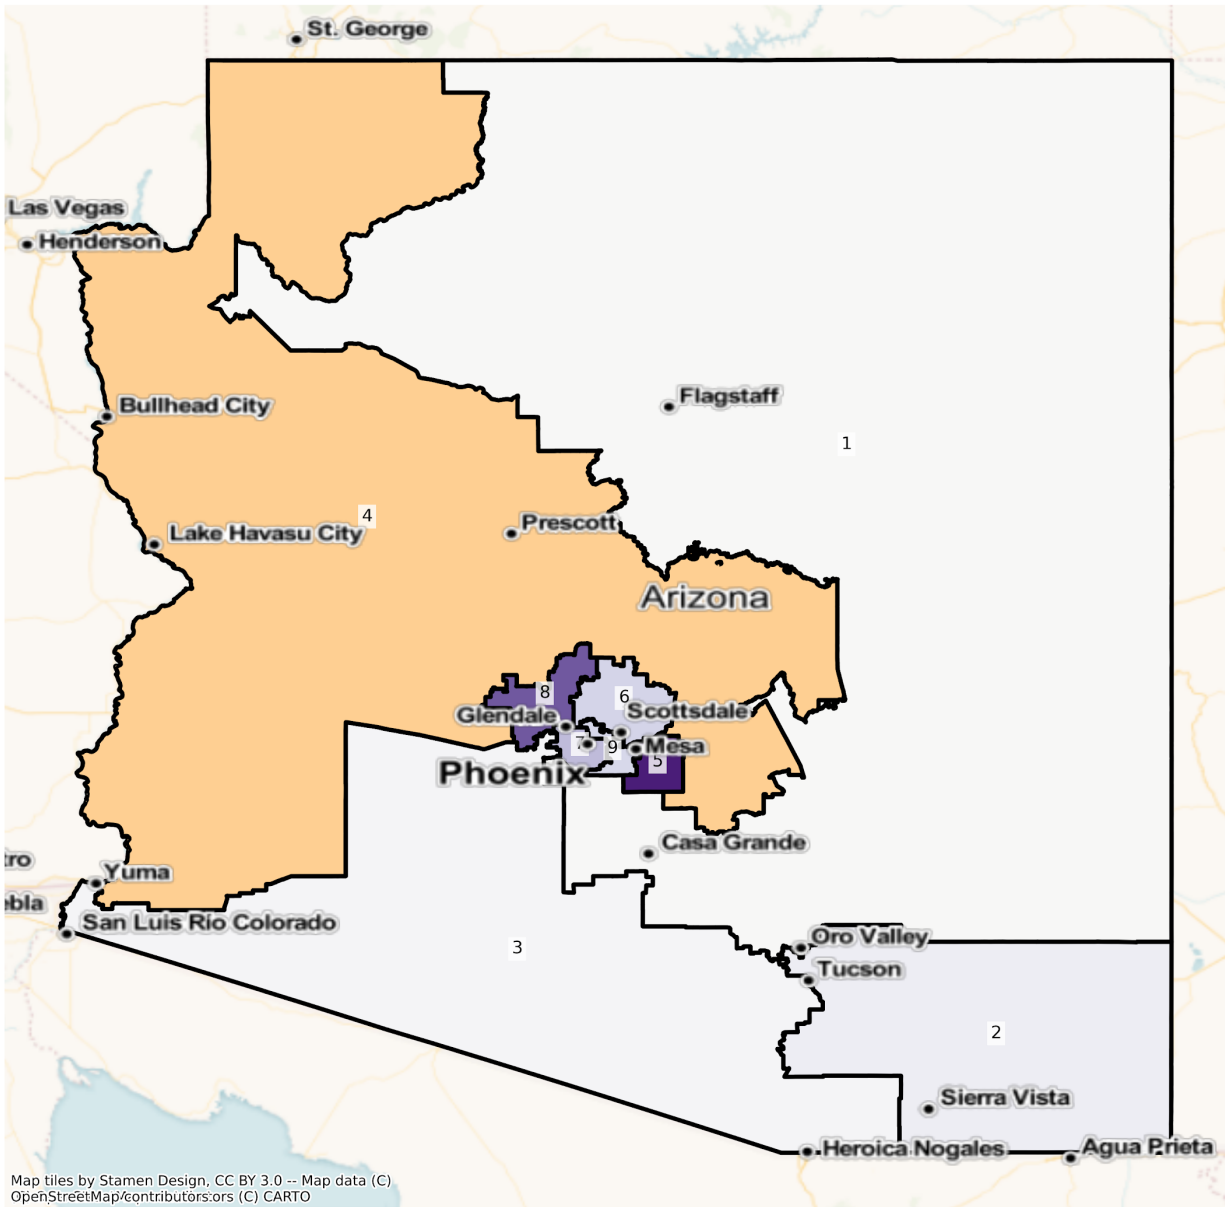 St. George
Las Vegas
Henderson
Flagstaff
Bullhead City
1
4
Prescott
Lake Havasu City
Arizona
8
6
Glendale
Scottsdale
7
9
Mesa
5
Phoenix
Casa Grande
tro
Yuma
ebla
San Luis Río Colorado
3
Oro Valley
Tucson
2
Sierra Vista
Heroica Nogales
Agua Prieta
Map tiles by Stamen Design, CC BY 3.0 -- Map data (C)
OpenStreetMap contributors (C) CARTO